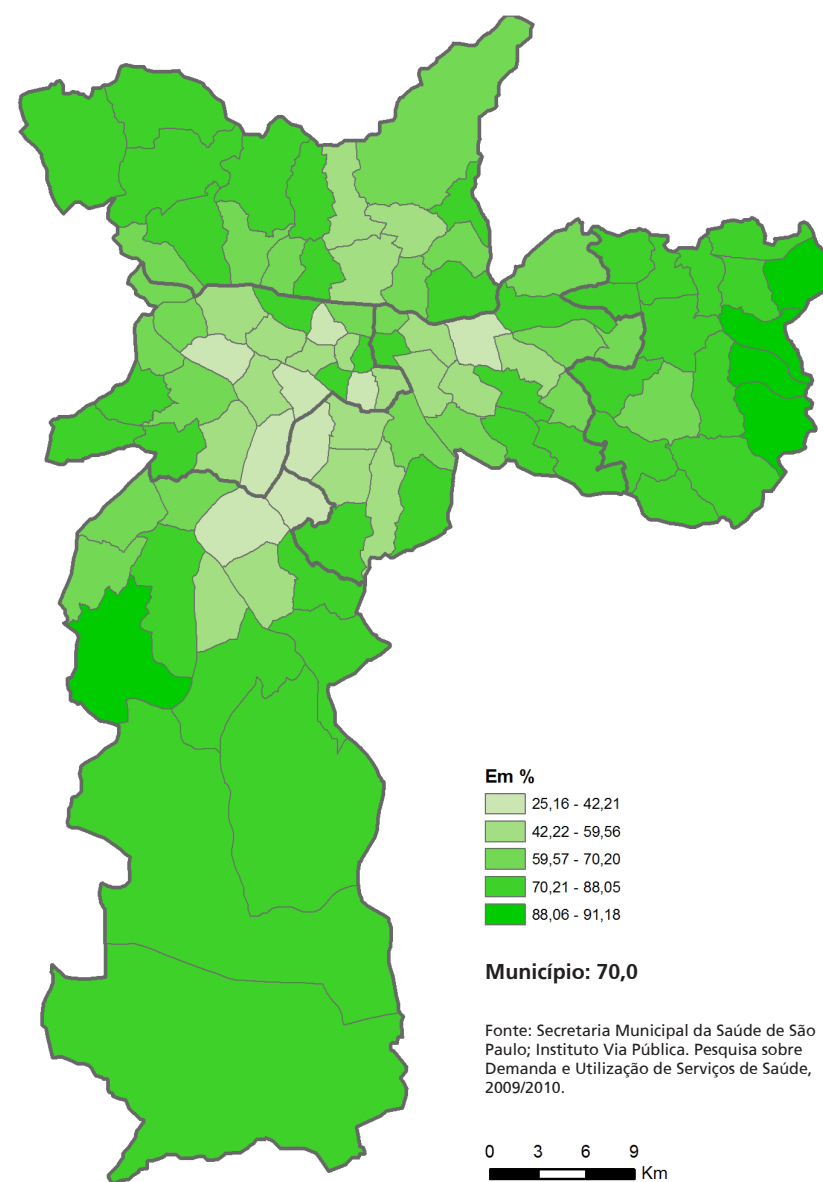 Em %
25,16 - 42,21
42,22 - 59,56
59,57 - 70,20
70,21 - 88,05
88,06 - 91,18
Município: 70,0
Fonte: Secretaria Municipal da Saúde de São
Paulo; Instituto Via Pública. Pesquisa sobre
Demanda e Utilização de Serviços de Saúde,
2009/2010.
0 3 6 9
Km